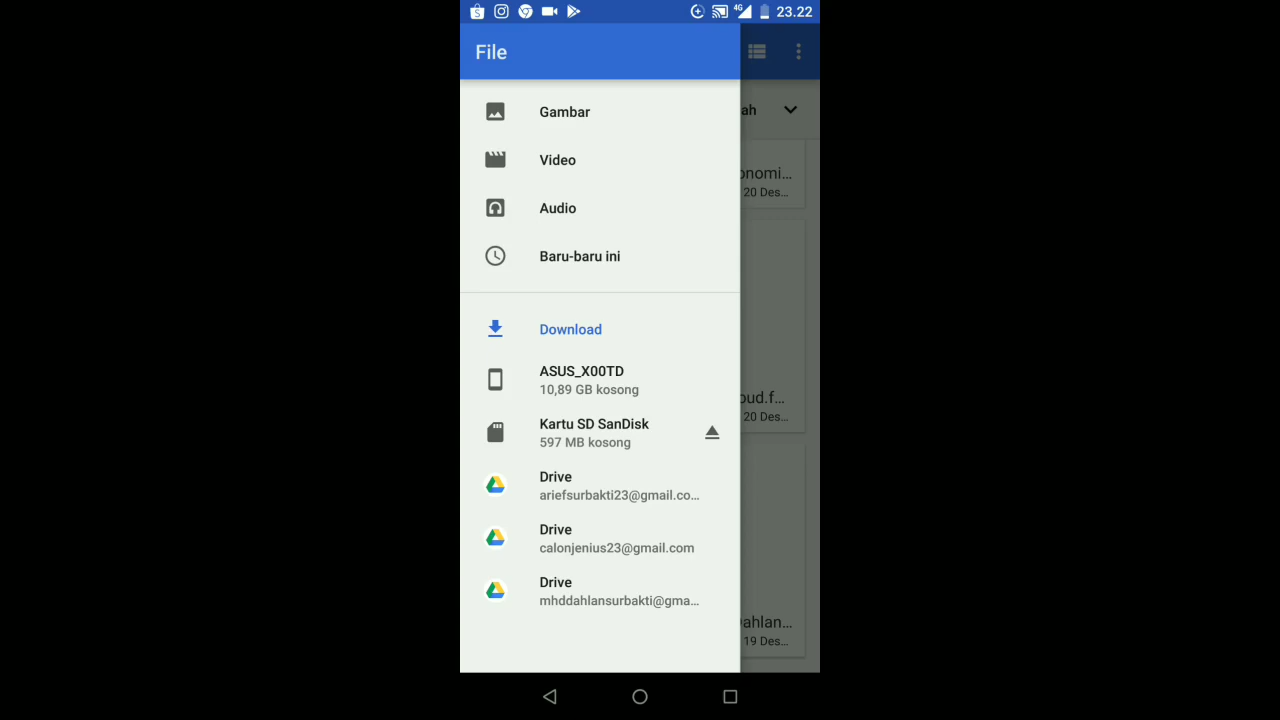 4G 23.22
File
ah
Gambar
Video
Audio
Baru-baru ini
Download
ASUS_X00TD
10,89 GB kosong
Kartu SD SanDisk
597 MB kosong
Drive
ariefsurbakti23@gmail.co...
Drive
calonjenius23@gmail.com
Drive
mhddahlansurbakti@gma...
onomi...
20 Des...
oud.f...
20 Des...
ahlan...
19 Des...